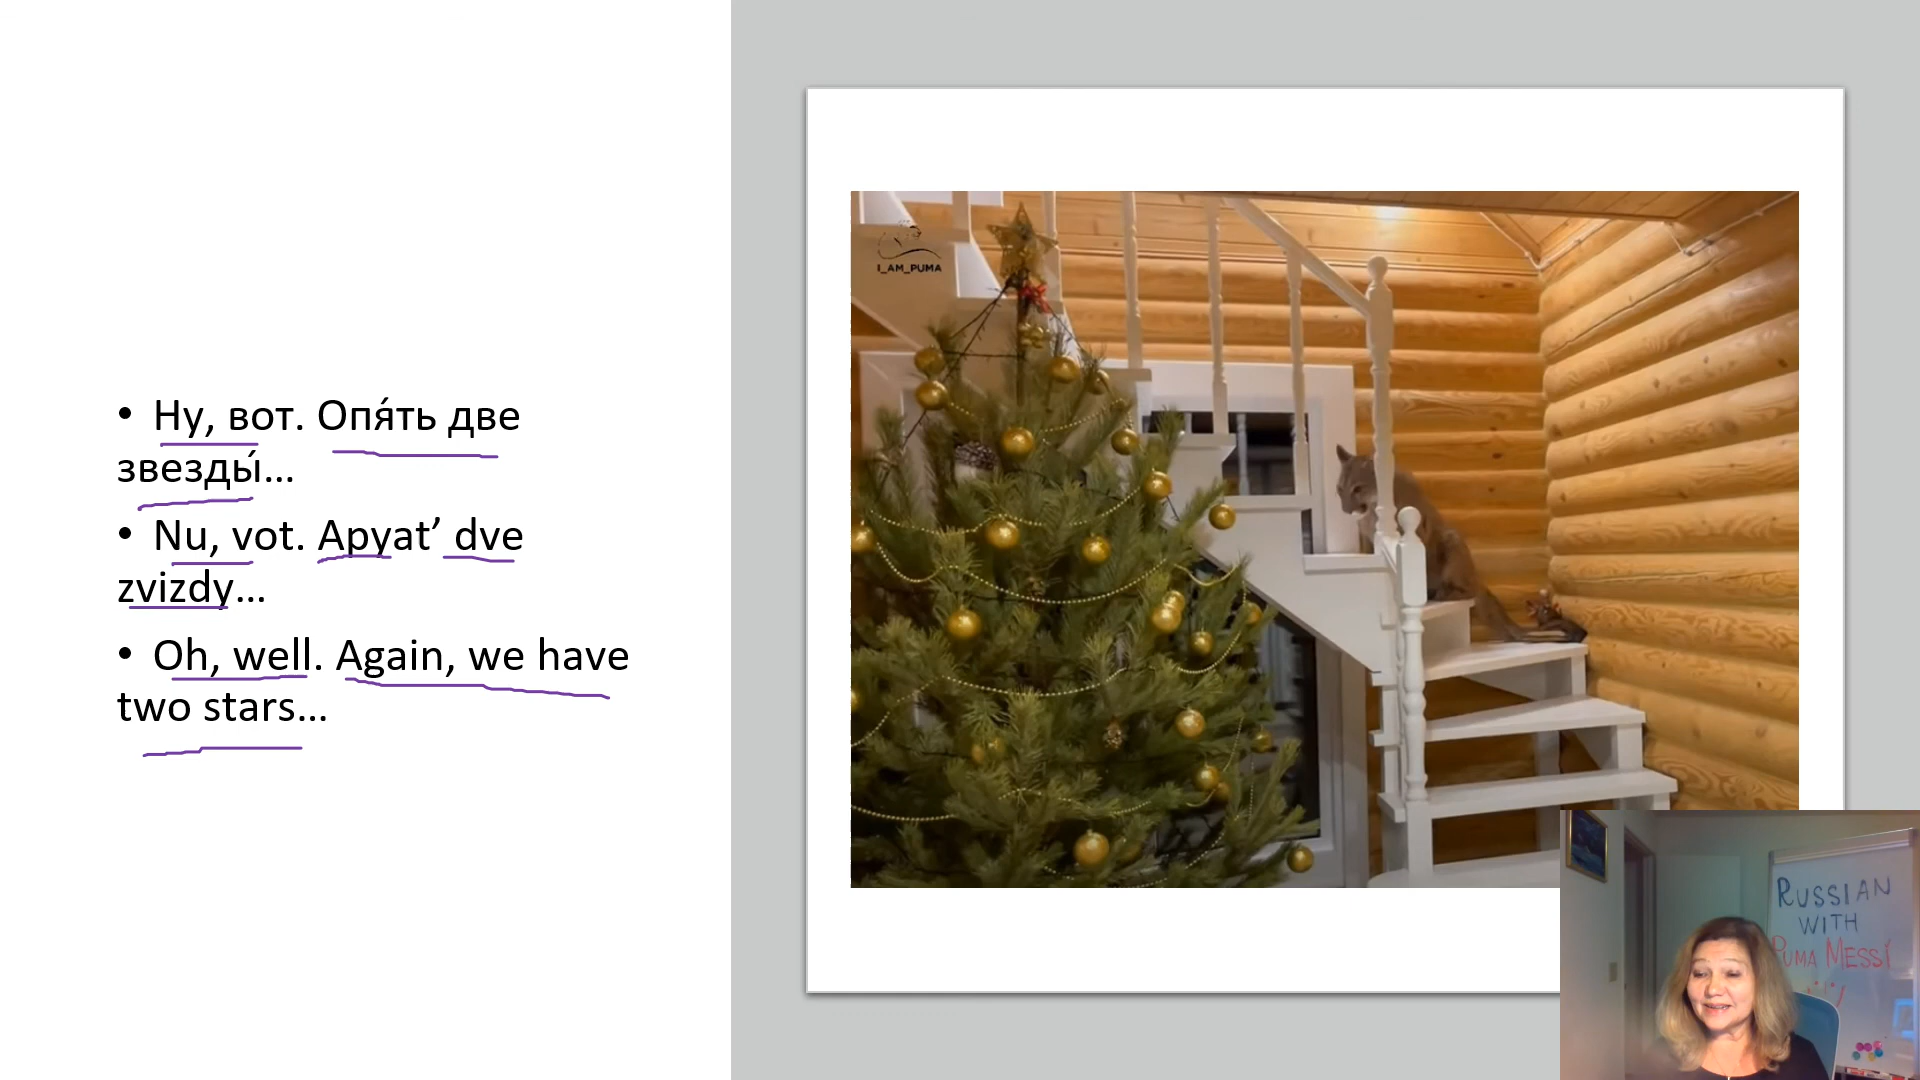 • Ну, вот. Опя́ть две
звезды́...
• Nu, vot. Apyat’ dve
zvizdy...
• Oh, well. Again, we have
two stars...
I_AM_PUMA
RUSSIAN
WITH
PUMA MESSI